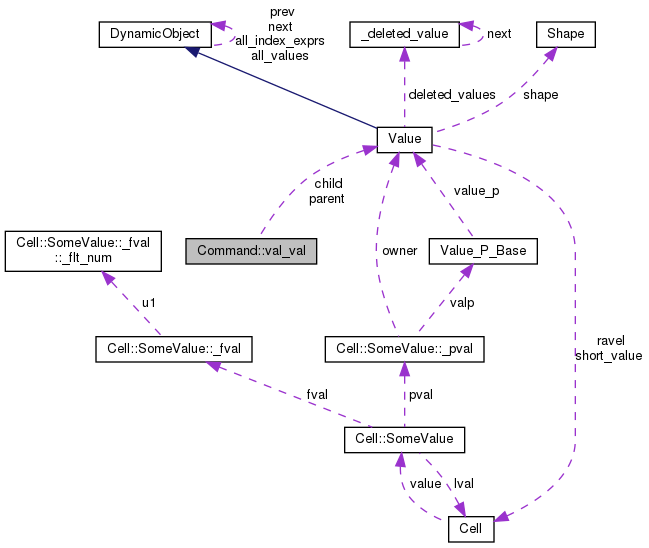 prev
next
all_index_exprs
all_values
DynamicObject
_deleted_value
next
Shape
deleted_values
shape
Value
child
parent
value_p
Cell::SomeValue::_fval
::_flt_num
Command::val_val
owner
Value_P_Base
u1
valp
ravel
short_value
Cell::SomeValue::_fval
Cell::SomeValue::_pval
fval
pval
Cell::SomeValue
value
lval
Cell